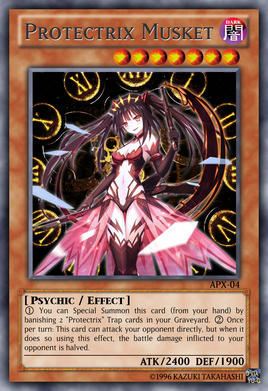 PROTECTRIX MUSKET
DARK
闇
APX-04
[ PSYCHIC / EFFECT ]
① You can Special Summon this card (from your hand) by
banishing 2 "Protectrix" Trap cards in your Graveyard. ② Once
per turn: This card can attack your opponent directly, but when it
does so using this effect, the battle damage inflicted to your
opponent is halved.
ATK/2400 DEF/1900
©1996 KAZUKI TAKAHASHI